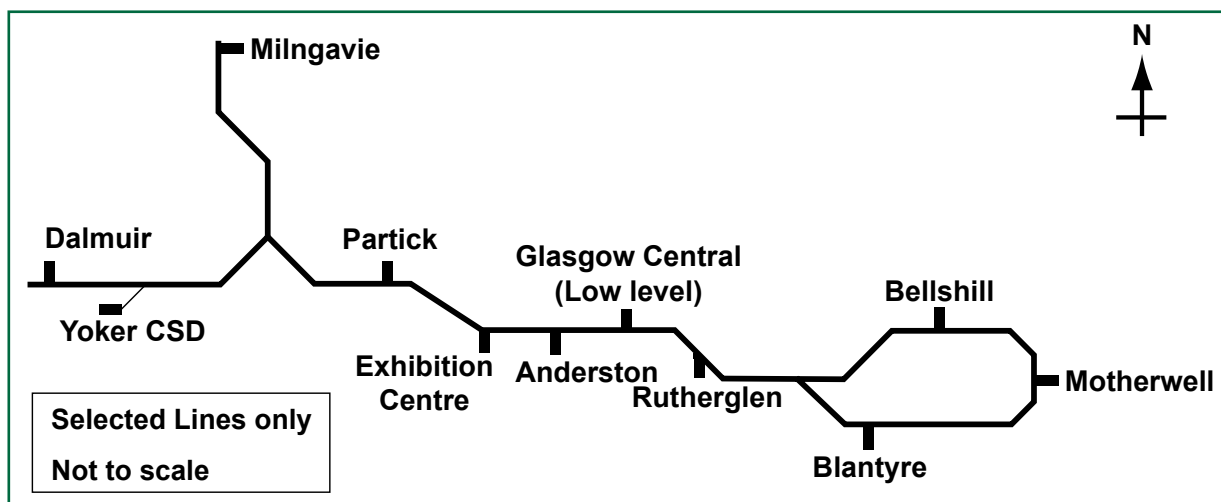 Milngavie
N
Dalmuir
Partick
Glasgow Central
(Low level)
Bellshill
Yoker CSD
Exhibition
Centre
Anderston
Rutherglen
Motherwell
Blantyre
Selected Lines only
Not to scale